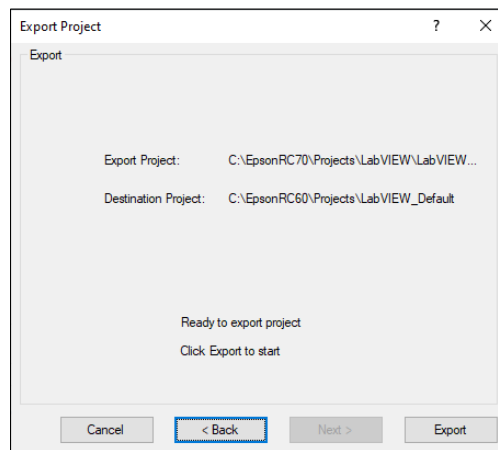 Export Project ?
Export
Export Project: C:\EpsonRC70\Projects\LabVIEW\LabVIEW...
Destination Project: C:\EpsonRC60\Projects\LabVIEW_Default
Ready to export project
Click Export to start
Cancel < Back Next > Export